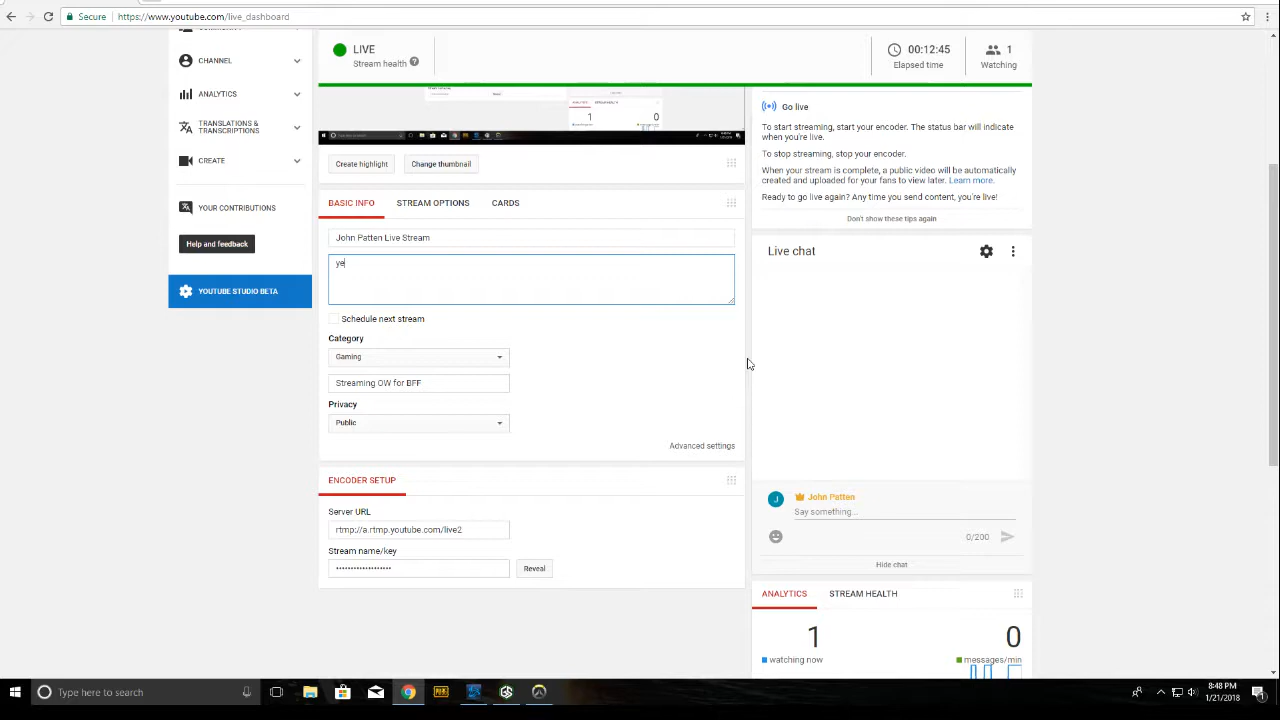 Secure
https://www.youtube.com/live_dashboard
LIVE
Stream health ?
00:12:45
Elapsed time
1
Watching
CHANNEL
ANALYTICS
TRANSLATIONS &
TRANSCRIPTIONS
CREATE
YOUR CONTRIBUTIONS
Help and feedback
YOUTUBE STUDIO BETA
1
0
Create highlight
Change thumbnail
BASIC INFO
STREAM OPTIONS
CARDS
John Patten Live Stream
ye
Schedule next stream
Category
Gaming
Streaming OW for BFF
Privacy
Public
Advanced settings
ENCODER SETUP
Server URL
rtmp://a.rtmp.youtube.com/live2
Stream name/key
Reveal
Go live
To start streaming, start your encoder. The status bar will indicate
when you're live.
To stop streaming, stop your encoder.
When your stream is complete, a public video will be automatically
created and uploaded for your fans to view later. Learn more.
Ready to go live again? Any time you send content, you're live!
Don't show these tips again
Live chat
J
John Patten
Say something...
0/200
Hide chat
ANALYTICS
STREAM HEALTH
1
watching now
0
messages/min
Type here to search
8:48 PM
1/21/2018
1